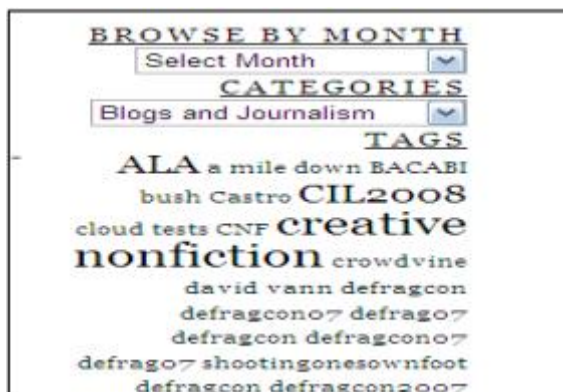 BROWSE BY MONTH
Select Month
CATEGORIES
Blogs and Journalism
TAGS
ALA a mile down BACABI
bush Castro CIL2008
cloud tests CNF creative
nonfiction crowdvine
david vann defragcon
defragcon07 defrag07
defragcon defragcon07
defrag07 shootingonesownfoot
defragcon defragcon2007